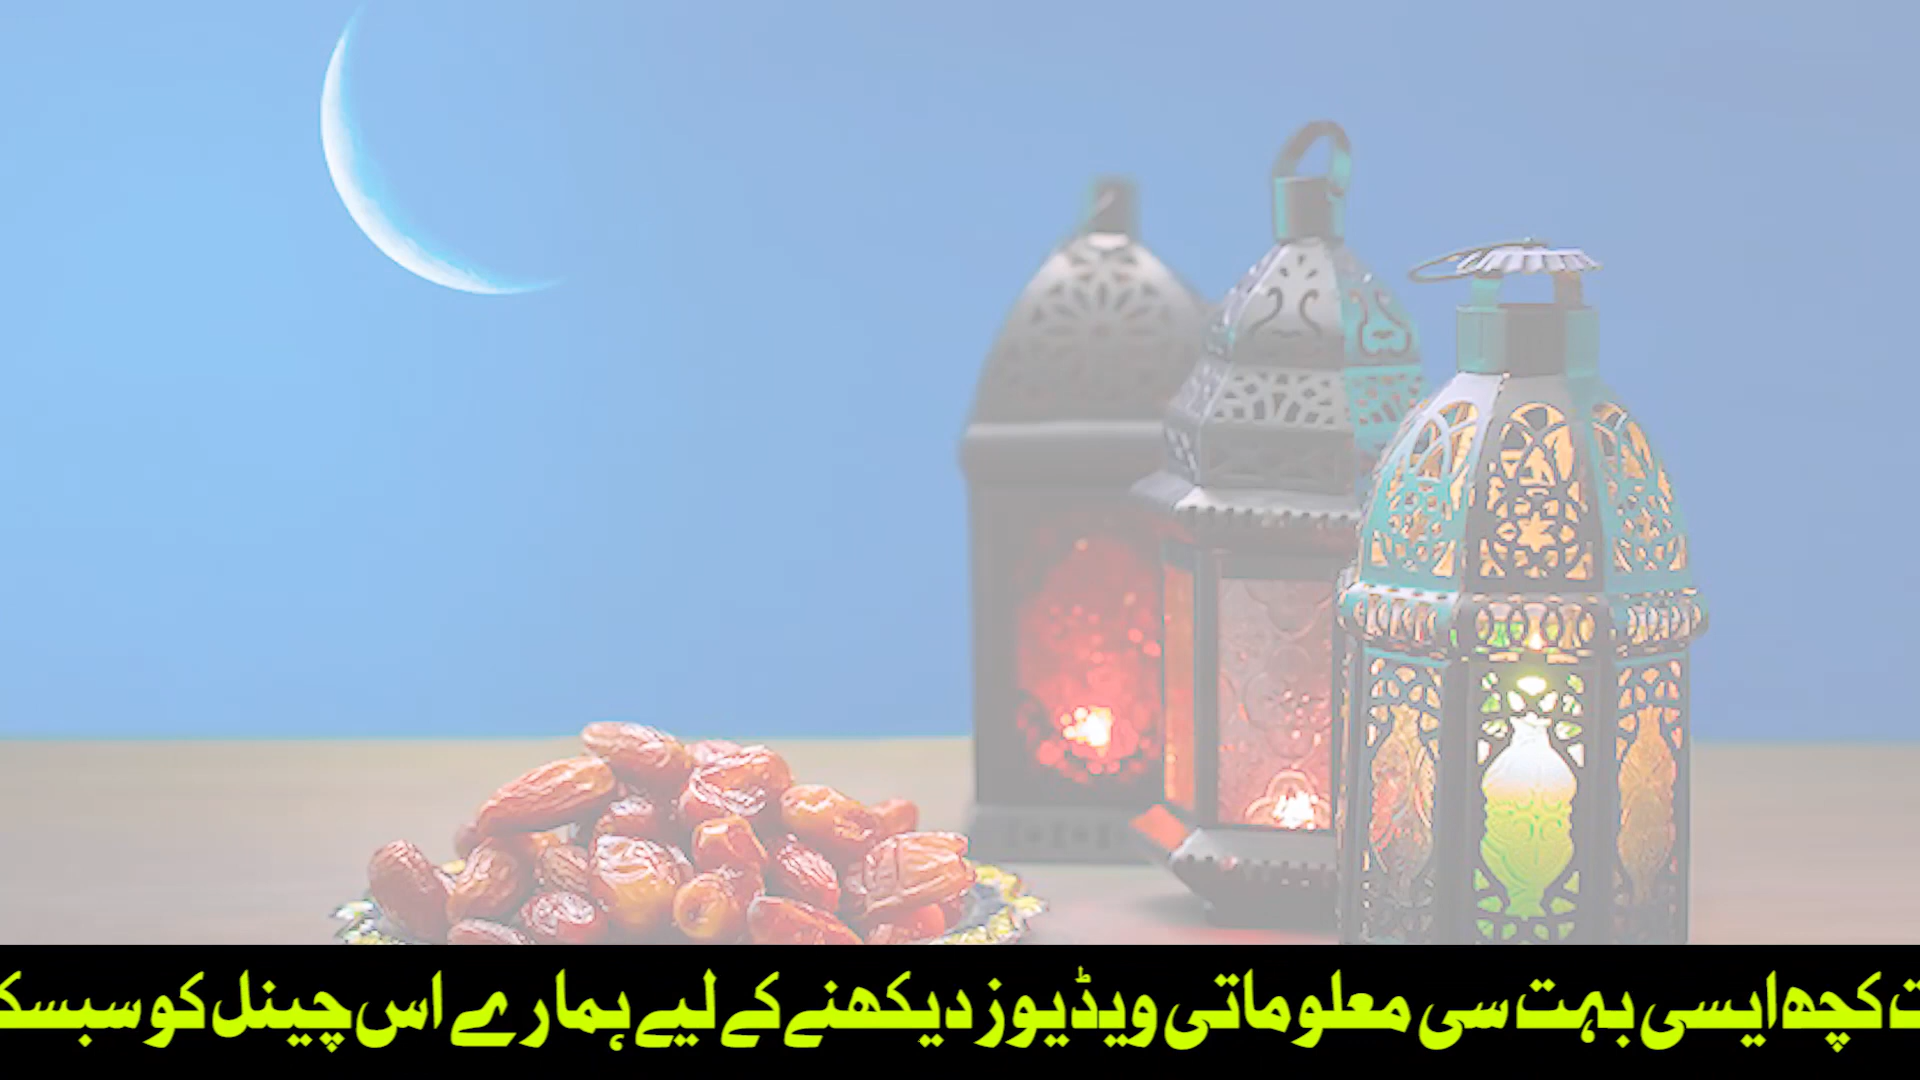 کچھ ایسی بہت سی معلوماتی ویڈیوز دیکھنے کے لیے ہمارے اس چینل کو